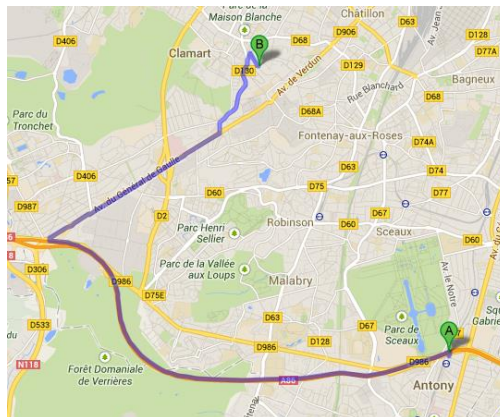 Parc de la
Maison Blanche
Châtillon
D63
D406
D68
D906
Av. Jean
Clamart
B
D128
D77A
D130
D129
Bagneux
Av. de Verdun
Rue Blanchard
D68
Parc du
Tronchet
D68A
Fontenay-aux-Roses
D74A
D63
D406
D74
D60
D75
D77
Av. du Général de Gaulle
D987
D67
D2
Robinson
D60
Sceaux
D60
Parc Henri
Sellier
D306
D986
Parc de la Vallée
aux Loups
Malabry
Av. le Notre
D75E
D63
D67
Parc de
Sceaux
A
D533
D986
D128
N118
Forêt Domaniale
de Verrières
A86
D986
Antony